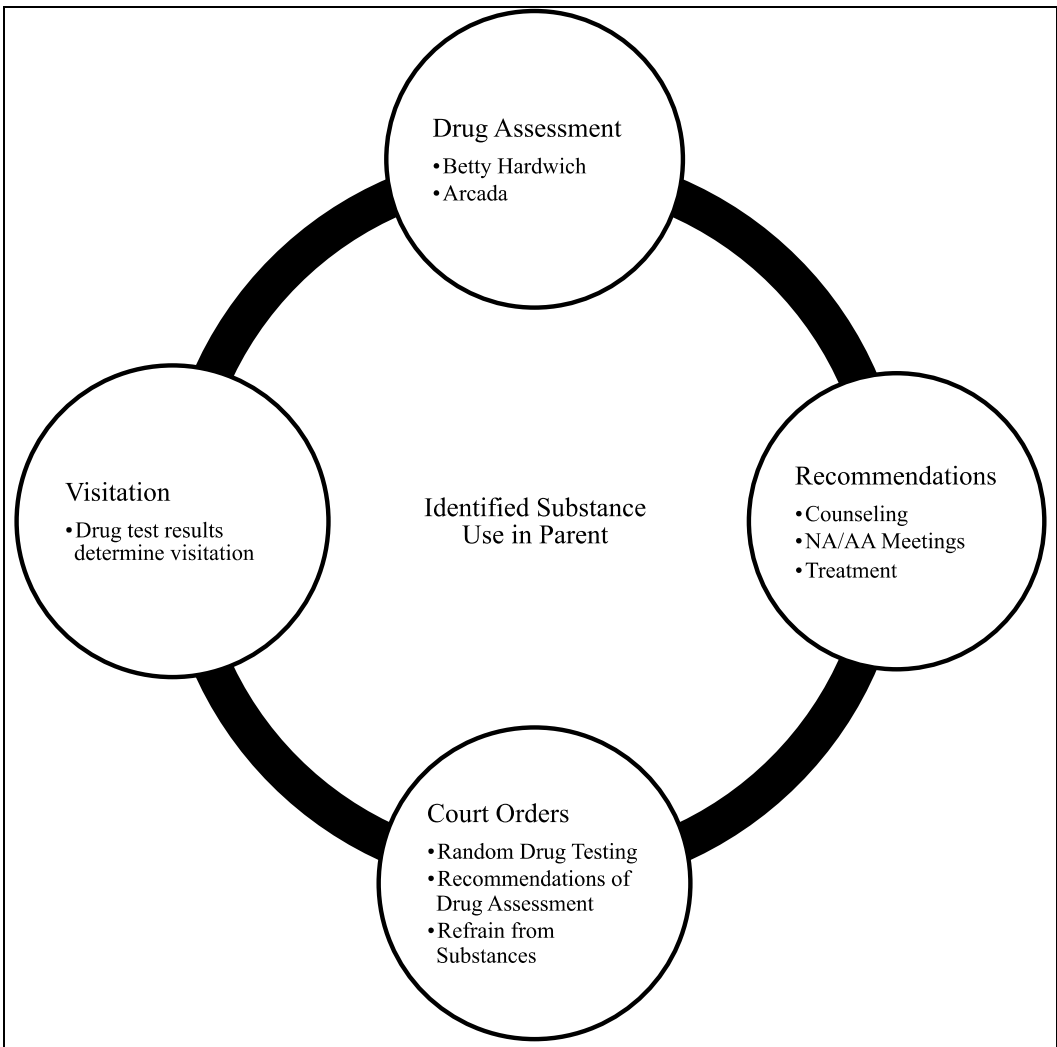 Drug Assessment
•Betty Hardwich
•Arcada
Identified Substance
Use in Parent
Recommendations
•Counseling
•NA/AA Meetings
•Treatment
Court Orders
•Random Drug Testing
•Recommendations of
Drug Assessment
•Refrain from
Substances
Visitation
•Drug test results
determine visitation